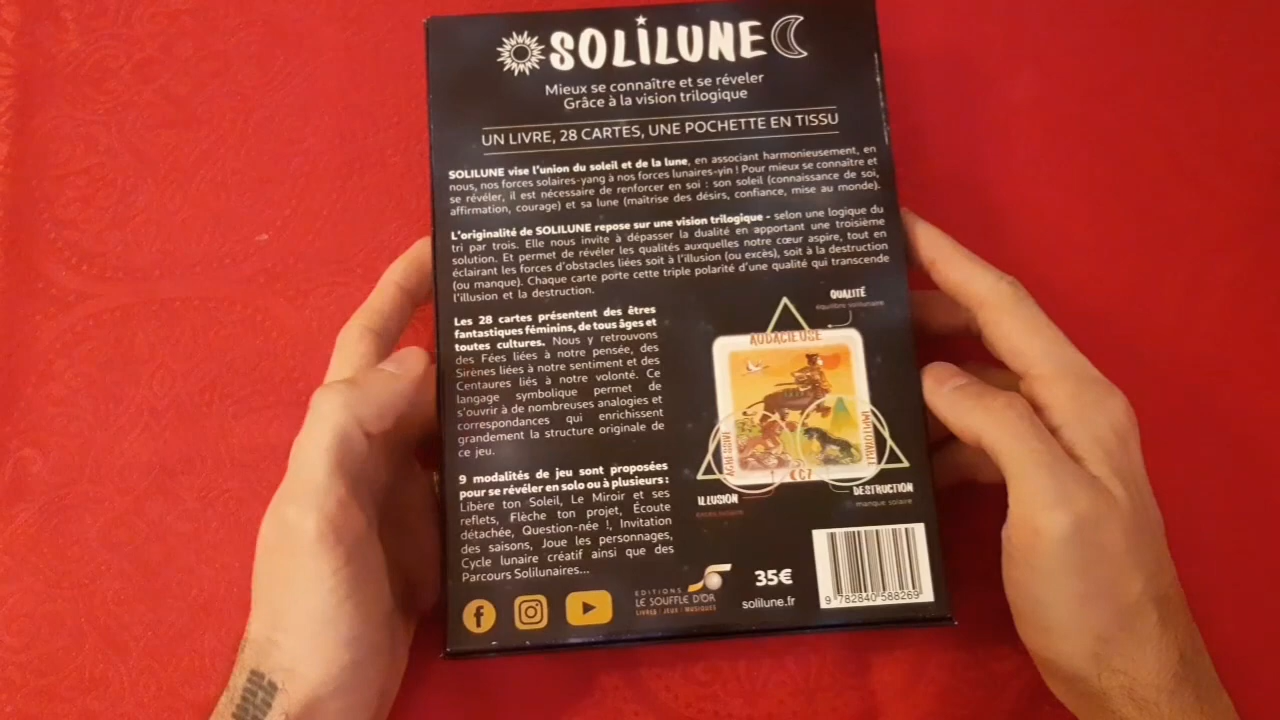 SOLILUNE
Mieux se connaître et se réveler
Grâce à la vision trilogique
UN LIVRE, 28 CARTES, UNE POCHETTE EN TISSU
SOLILUNE vise l'union du soleil et de la lune, en associant harmonieusement, en
nous, nos forces solaires-yang à nos forces lunaires-yin ! Pour mieux se connaître et
se révéler, il est nécessaire de renforcer en soi : son soleil (connaissance de soi,
affirmation, courage) et sa lune (maîtrise des désirs, confiance, mise au monde).
L'originalité de SOLILUNE repose sur une vision trilogique - selon une logique du
tri par trois. Elle nous invite à dépasser la dualité en apportant une troisième
solution. Et permet de révéler les qualités auxquelles notre cœur aspire, tout en
éclairant les forces d'obstacles liées soit à l'illusion (ou excès), soit à la destruction
(ou manque). Chaque carte porte cette triple polarité d'une qualité qui transcende
l'illusion et la destruction.
Les 28 cartes présentent des êtres
fantastiques féminins, de tous âges et
toutes cultures. Nous y retrouvons
des Fées liées à notre pensée, des
Sirènes liées à notre sentiment et des
Centaures liés à notre volonté. Ce
langage symbolique permet de
s'ouvrir à de nombreuses analogies et
correspondances qui enrichissent
grandement la structure originale de
ce jeu.
9 modalités de jeu sont proposées
pour se révéler en solo ou à plusieurs :
Libère ton Soleil, Le Miroir et ses
reflets, Flèche ton projet, Écoute
détachée, Question-née !, Invitation
des saisons, Joue les personnages,
Cycle lunaire créatif ainsi que des
Parcours Solilunaires...
QUALITÉ
équilibre solilunaire
AUDACIEUSE
AGRESSIVE
IMPITOYABLE
C7
ILLUSION
excès solaire
DESTRUCTION
manque solaire
EDITIONS
LE SOUFFLE D'OR
LIVRES | JEUX | MUSIQUES
35€
solilune.fr
9 782840 588269